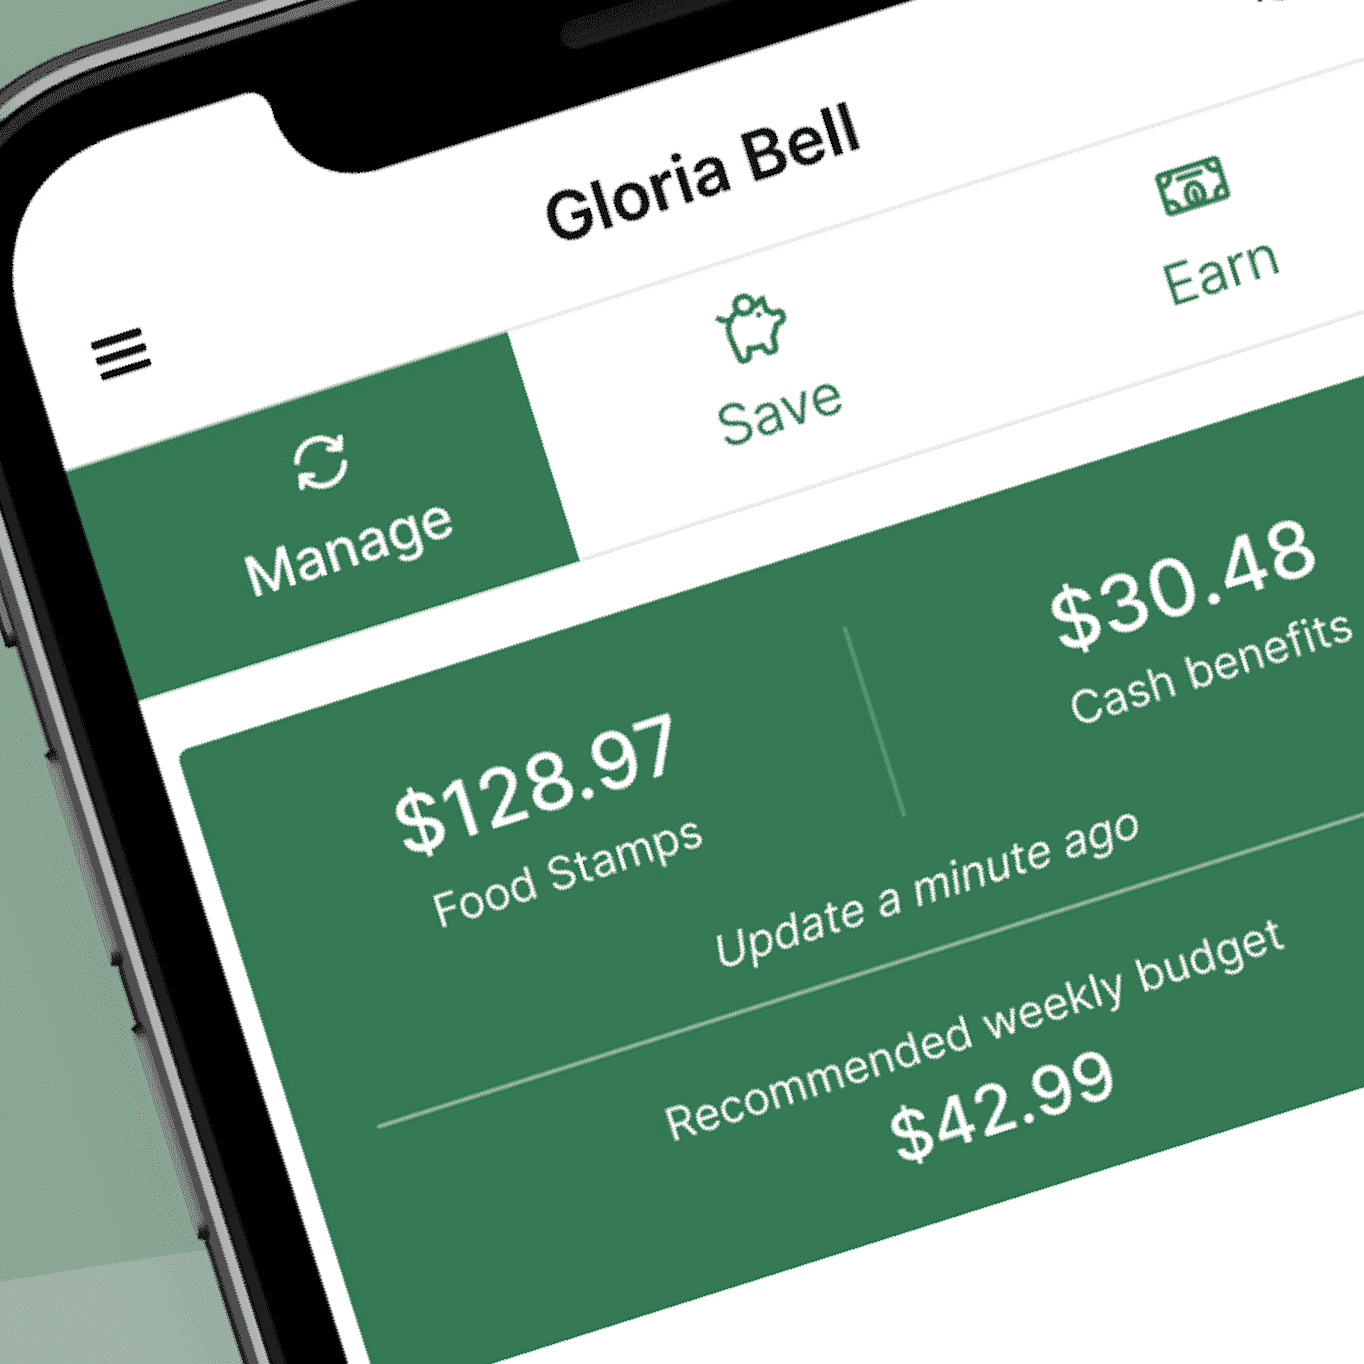 Gloria Bell
Manage
Save
Earn
$128.97
Food Stamps
$30.48
Cash benefits
Update a minute ago
Recommended weekly budget
$42.99